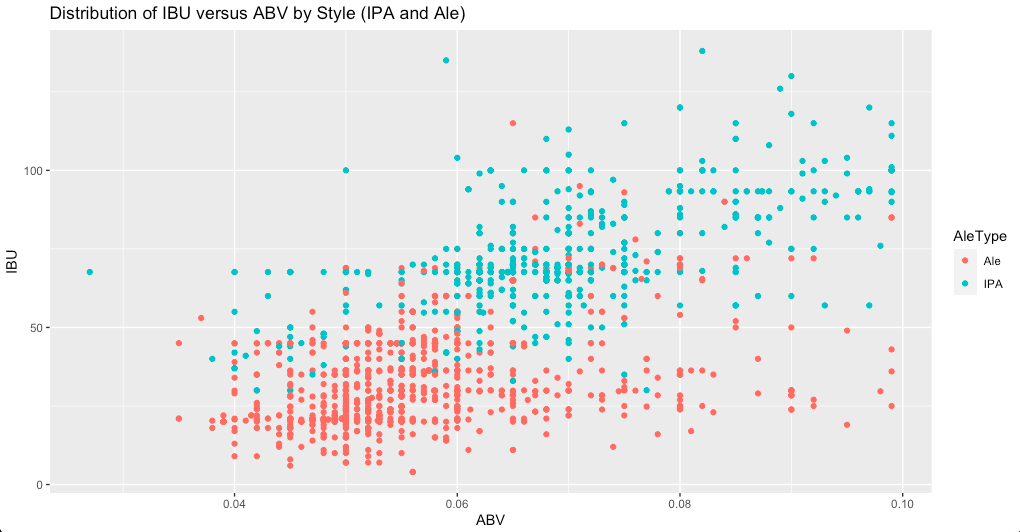 Distribution of IBU versus ABV by Style (IPA and Ale)
100
50
0
IBU
0.04
0.06
0.08
0.10
ABV
AleType
Ale
IPA